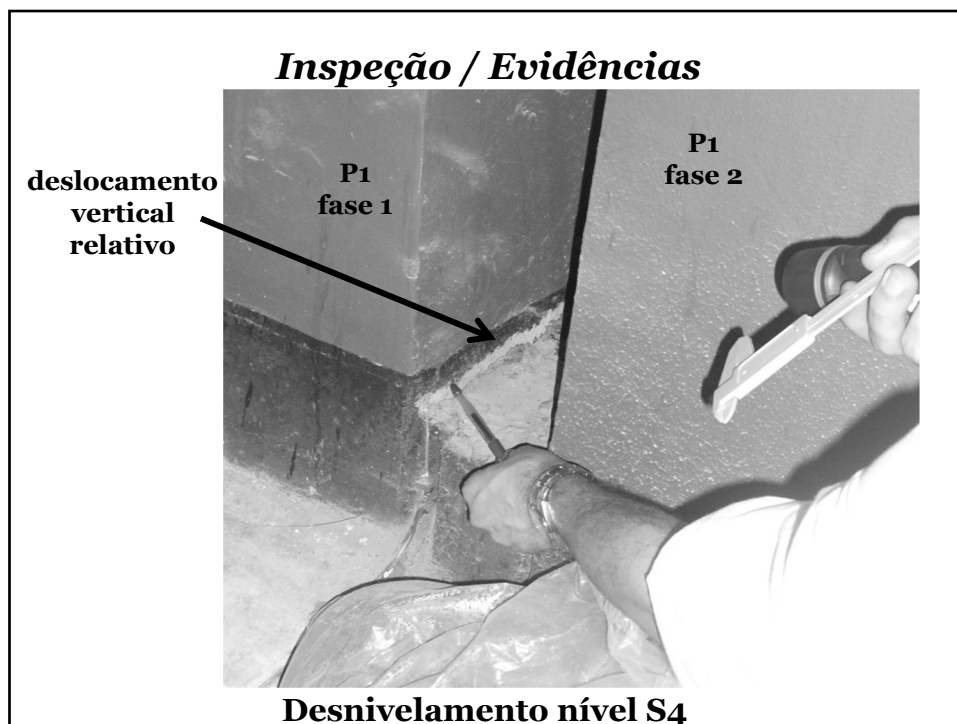 Inspeção / Evidências
P1
fase 1
P1
fase 2
deslocamento
vertical
relativo
Desnivelamento nível S4